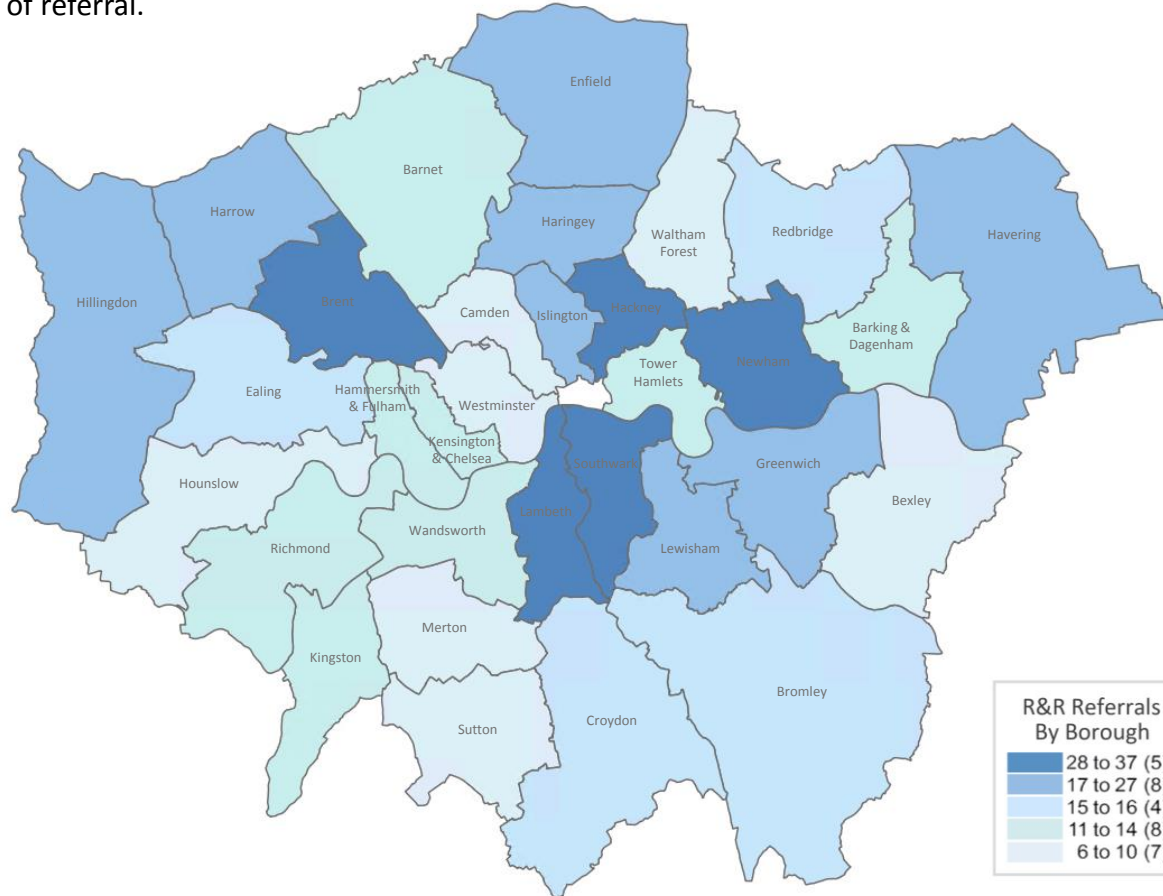 of referral.
Enfield
Barnet
Harrow
Haringey
Waltham
Forest
Redbridge
Havering
Hillingdon
Brent
Camden
Islington
Hackney
Newham
Barking &
Dagenham
Tower
Hamlets
Ealing
Hammersmith
& Fulham
Westminster
Kensington
& Chelsea
Southwark
Greenwich
Hounslow
Bexley
Lambeth
Wandsworth
Richmond
Lewisham
Merton
Kingston
Bromley
Croydon
Sutton
R&R Referrals
By Borough
28 to 37 (5
17 to 27 (8
15 to 16 (4
11 to 14 (8
6 to 10 (7